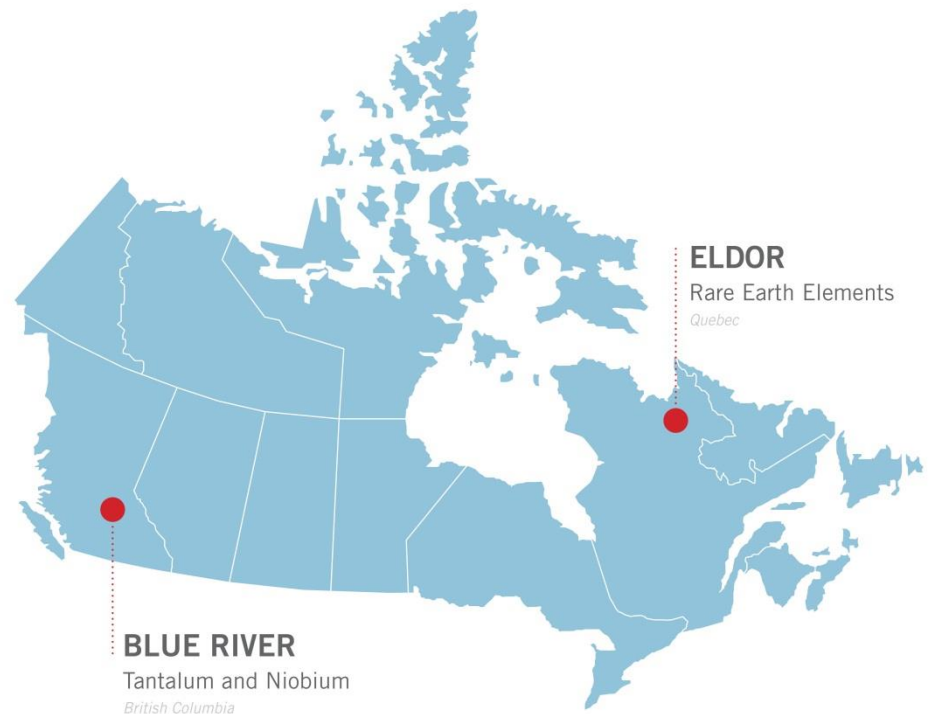 ELDOR
Rare Earth Elements
Quebec
BLUE RIVER
Tantalum and Niobium
British Columbia